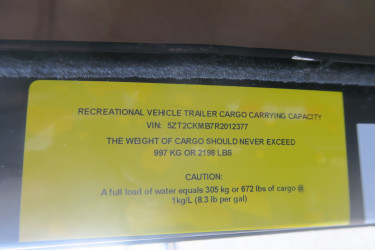 RECREATIONAL VEHICLE TRAILER CARGO CARRYING CAPACITY
VIN: 5ZT2CKMB7R2012377
THE WEIGHT OF CARGO SHOULD NEVER EXCEED
997 KG OR 2198 LBS
CAUTION:
A full load of water equals 305 kg or 672 lbs of cargo @
1kg/L (8.3 lb per gal)